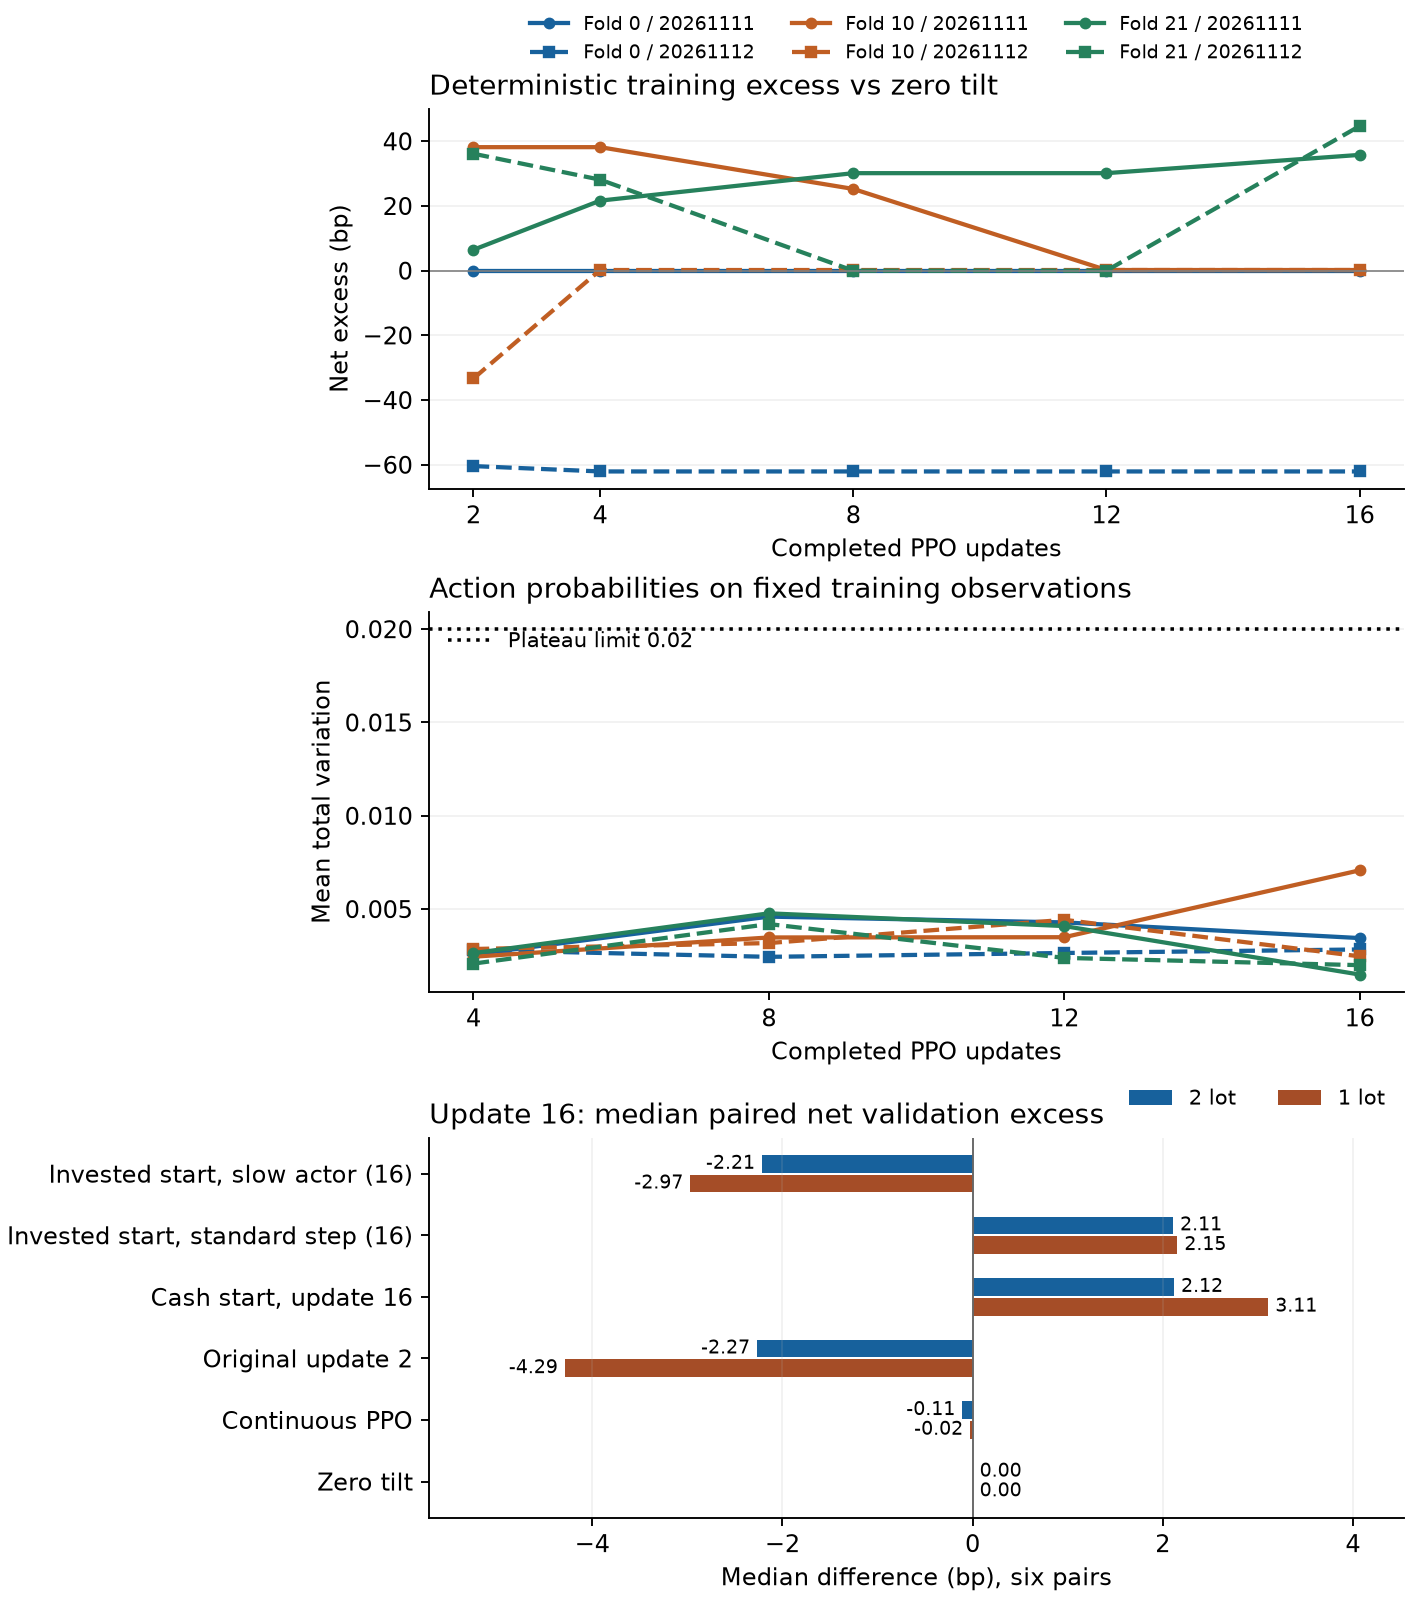 Fold 0 / 20261111 Fold 10 / 20261111 Fold 21 / 20261111
Fold 0 / 20261112 Fold 10 / 20261112 Fold 21 / 20261112
Deterministic training excess vs zero tilt
40
20
0
−20
−40
−60
Net excess (bp)
2 4 8 12 16
Completed PPO updates
Action probabilities on fixed training observations
0.020
Plateau limit 0.02
0.015
0.010
0.005
Mean total variation
4 8 12 16
Completed PPO updates
2 lot 1 lot
Update 16: median paired net validation excess
Invested start, slow actor (16)
-2.21
-2.97
Invested start, standard step (16)
2.11
2.15
Cash start, update 16
2.12
3.11
Original update 2
-2.27
-4.29
Continuous PPO
-0.11
-0.02
Zero tilt
0.00
0.00
−4 −2 0 2 4
Median difference (bp), six pairs